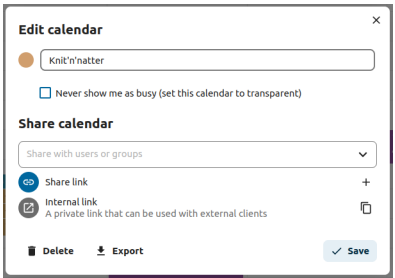 Edit calendar
Knit'n'natter
Never show me as busy (set this calendar to transparent)
Share calendar
Share with users or groups
Share link
Internal link
A private link that can be used with external clients
Delete Export Save